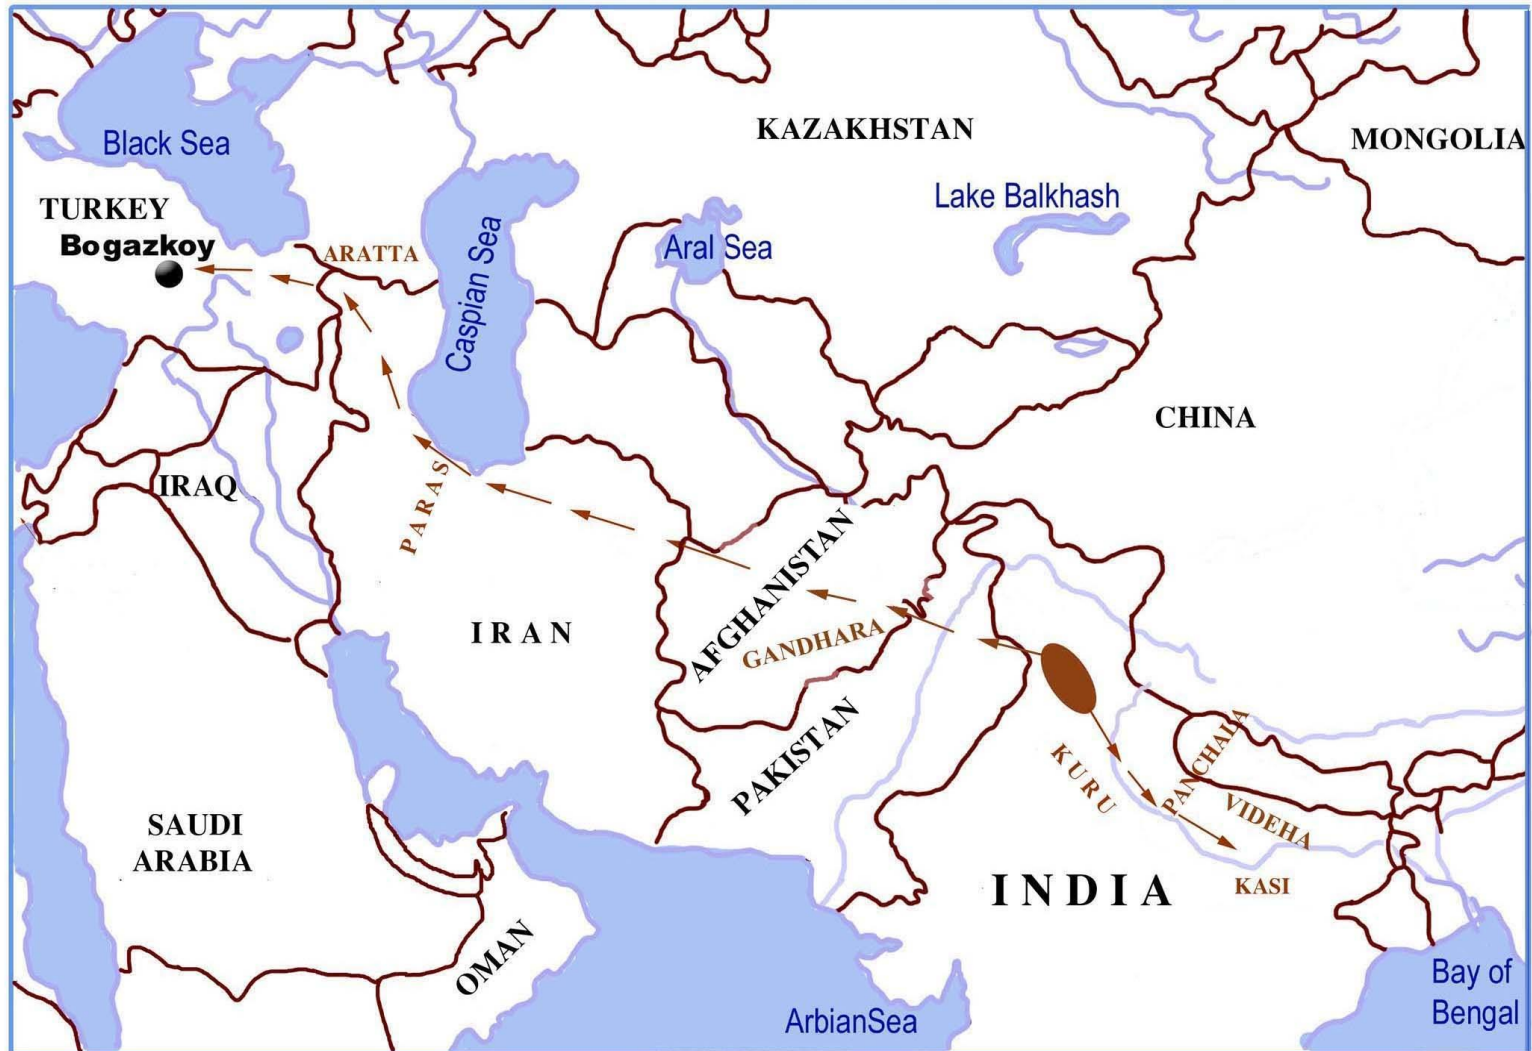 Black Sea
KAZAKHSTAN
MONGOLIA
TURKEY
Bogazkoy
ARATTA
Caspian Sea
Aral Sea
Lake Balkhash
CHINA
IRAQ
PARAS
IRAN
AFGHANISTAN
GANDHARA
PAKISTAN
KURU
PANCHALA
VIDEHA
KASI
INDIA
SAUDI
ARABIA
OMAN
ArbianSea
Bay of
Bengal